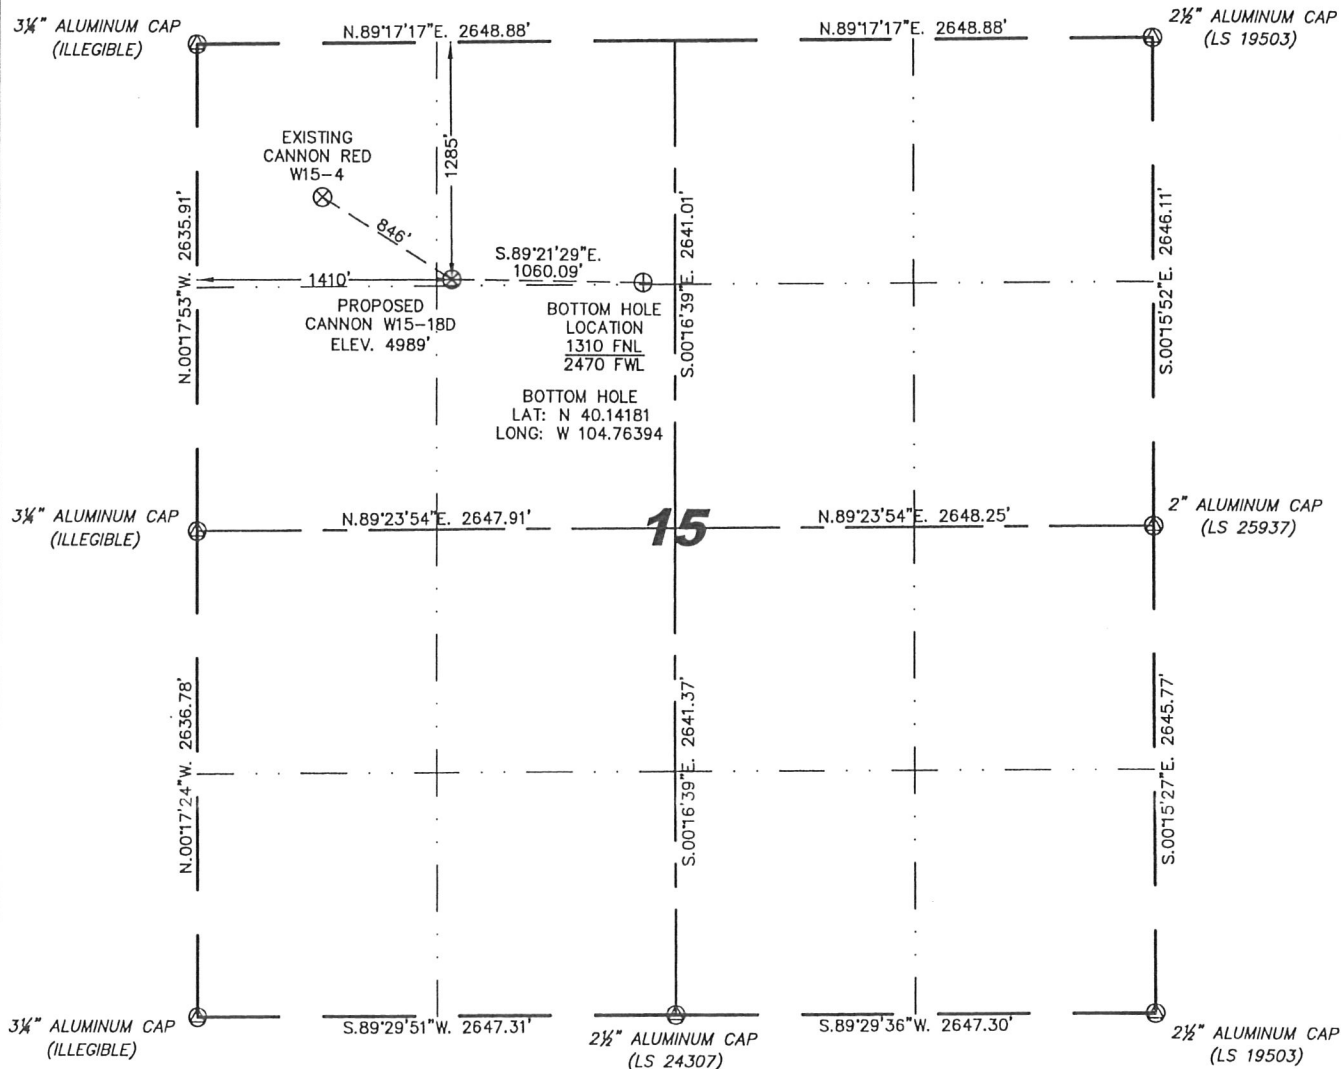 3¼" ALUMINUM CAP
(ILLEGIBLE)
N.89°17'17"E. 2648.88'
N.89°17'17"E. 2648.88'
2½" ALUMINUM CAP
(LS 19503)
EXISTING
CANNON RED
W15-4
1285'
846'
N.00°17'53"W. 2635.91'
S.00°16'39"E. 2641.01'
S.00°15'52"E. 2646.11'
1410'
S.89°21'29"E.
1060.09'
PROPOSED
CANNON W15-18D
ELEV. 4989'
BOTTOM HOLE
LOCATION
1310 FNL
2470 FWL
BOTTOM HOLE
LAT: N 40.14181
LONG: W 104.76394
3¼" ALUMINUM CAP
(ILLEGIBLE)
N.89°23'54"E. 2647.91'
15
N.89°23'54"E. 2648.25'
2" ALUMINUM CAP
(LS 25937)
N.00°17'24"W. 2636.78'
S.00°16'39"E. 2641.37'
S.00°15'27"E. 2645.77'
3¼" ALUMINUM CAP
(ILLEGIBLE)
S.89°29'51"W. 2647.31'
2½" ALUMINUM CAP
(LS 24307)
S.89°29'36"W. 2647.30'
2½" ALUMINUM CAP
(LS 19503)